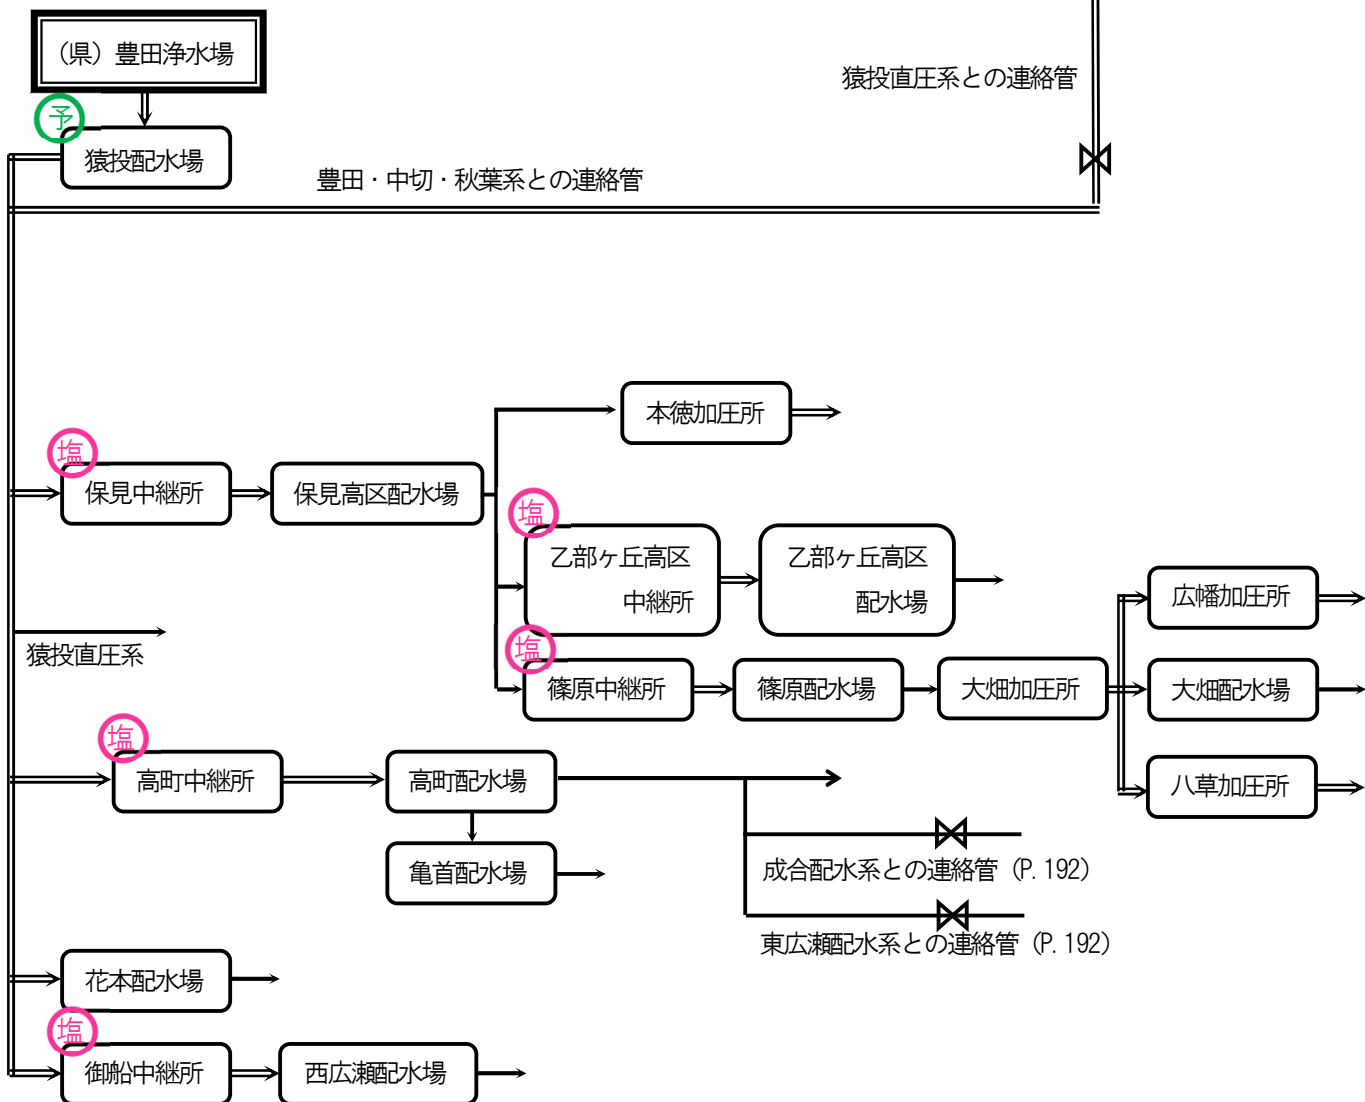 （県）豊田浄水場
猿投直圧系との連絡管
予
猿投配水場
豊田・中切・秋葉系との連絡管
本徳加圧所
塩
保見中継所
保見高区配水場
塩
乙部ヶ丘高区
中継所
乙部ヶ丘高区
配水場
広幡加圧所
猿投直圧系
塩
篠原中継所
篠原配水場
大畑加圧所
大畑配水場
塩
高町中継所
高町配水場
八草加圧所
亀首配水場
成合配水系との連絡管（P.192）
東広瀬配水系との連絡管（P.192）
花本配水場
塩
御船中継所
西広瀬配水場